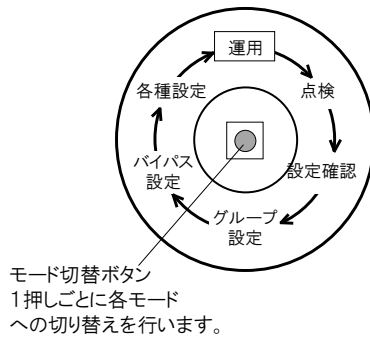 運用
点検
設定確認
グループ
設定
バイパス
設定
各種設定
モード切替ボタン
1押しごとに各モード
への切り替えを行います。